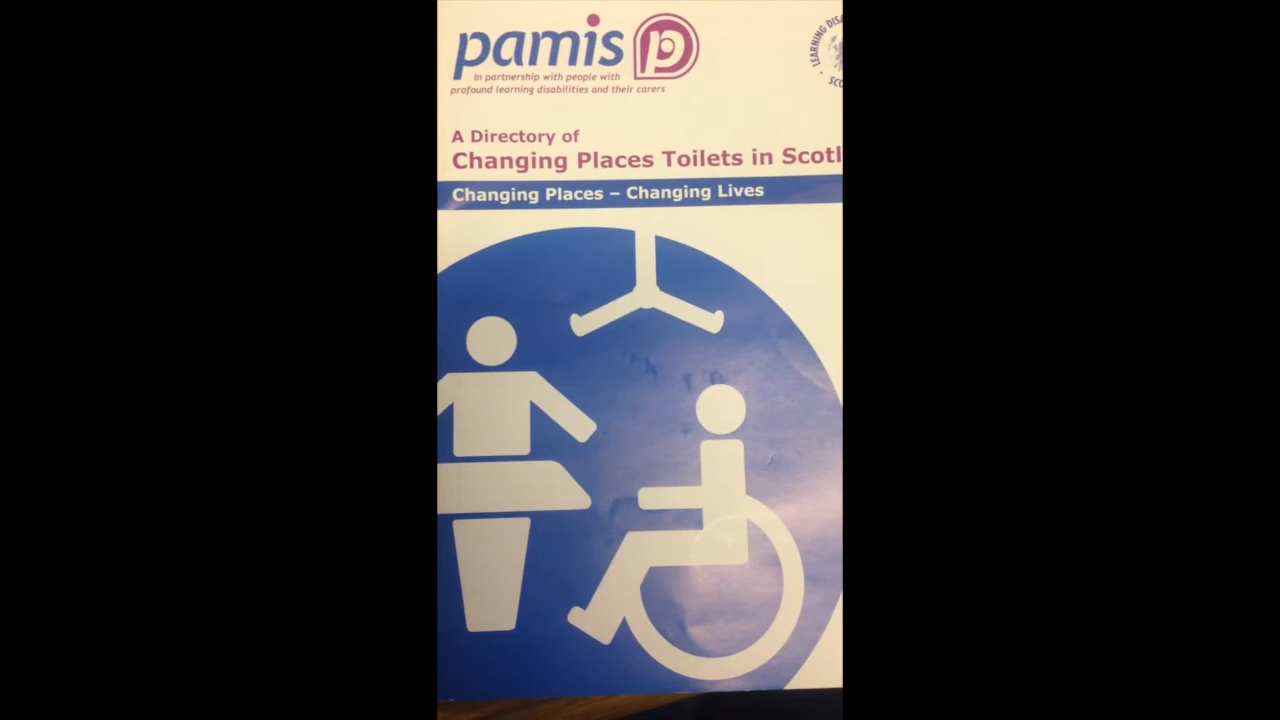 pamis
In partnership with people with
profound learning disabilities and their carers
LEARNING
A Directory of
Changing Places Toilets in Scotl
Changing Places – Changing Lives